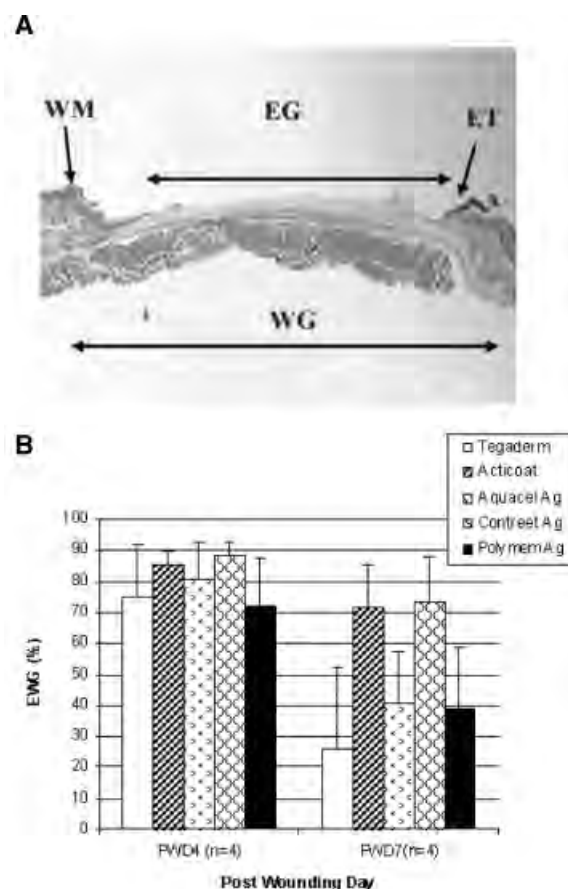 A
WM
EG
ET
WG
B
Tegaderm
Acticoat
Aquacel Ag
Contreet Ag
Polymem Ag
100
90
80
70
60
50
40
30
20
10
0
EWG (%)
PWD4 (n=4)
PWD7(n=4)
Post Wounding Day